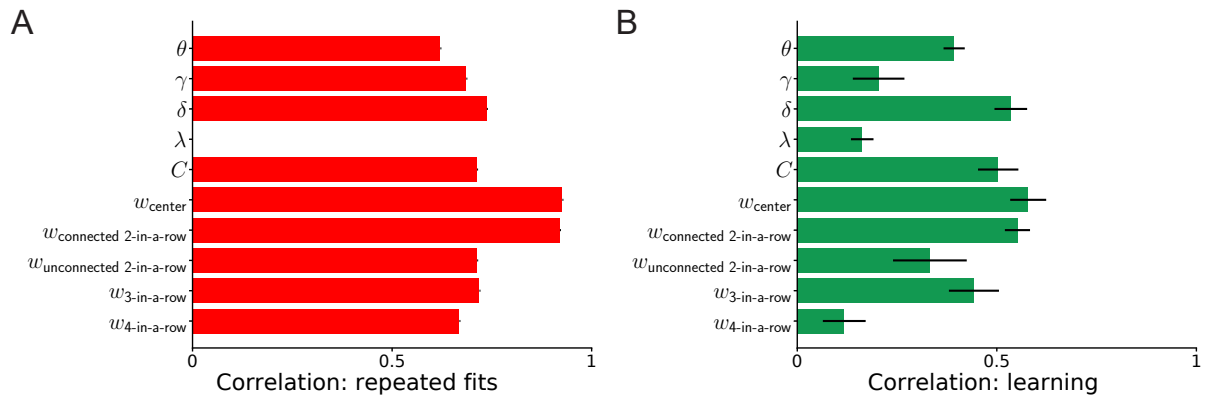 A
θ
γ
δ
λ
C
w_center
w_connected 2-in-a-row
w_unconnected 2-in-a-row
w_3-in-a-row
w_4-in-a-row
0 0.5 1
Correlation: repeated fits
B
θ
γ
δ
λ
C
w_center
w_connected 2-in-a-row
w_unconnected 2-in-a-row
w_3-in-a-row
w_4-in-a-row
0 0.5 1
Correlation: learning